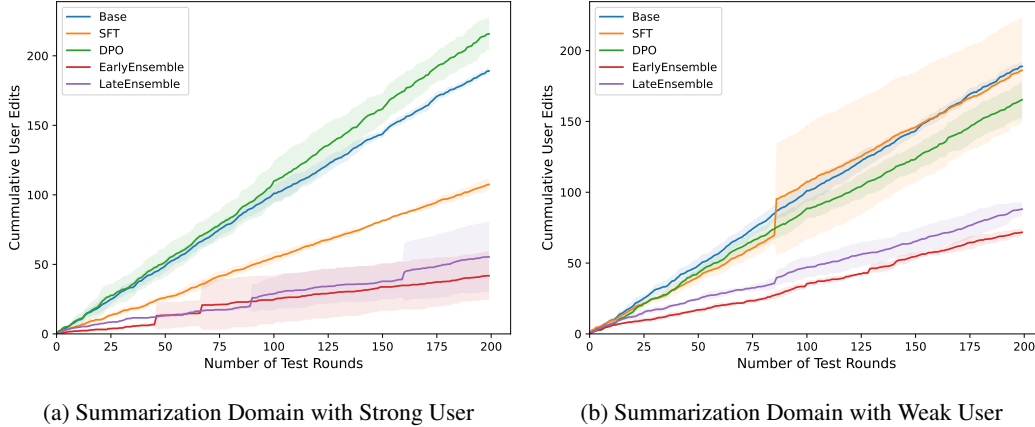 Base
SFT
DPO
EarlyEnsemble
LateEnsemble
Cummulative User Edits
200
150
100
50
0
0 25 50 75 100 125 150 175 200
Number of Test Rounds
(a) Summarization Domain with Strong User
Base
SFT
DPO
EarlyEnsemble
LateEnsemble
Cummulative User Edits
200
150
100
50
0
0 25 50 75 100 125 150 175 200
Number of Test Rounds
(b) Summarization Domain with Weak User